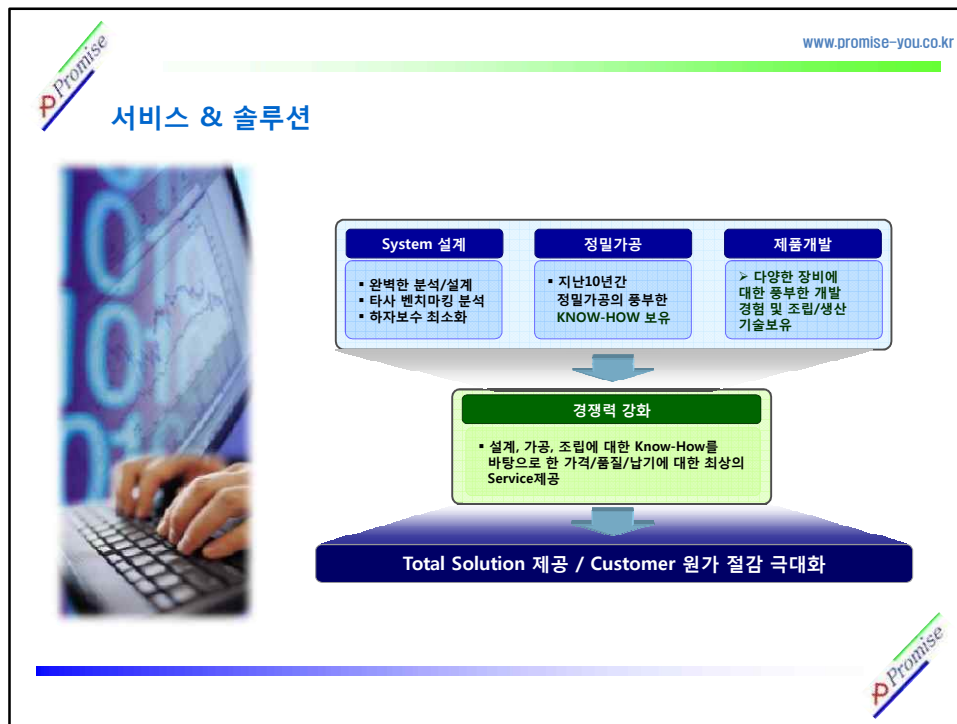 Promise
www.promise-you.co.kr
서비스 & 솔루션
System 설계
▪ 완벽한 분석/설계
▪ 타사 벤치마킹 분석
▪ 하자보수 최소화
정밀가공
▪ 지난10년간
정밀가공의 풍부한
KNOW-HOW 보유
제품개발
➢ 다양한 장비에
대한 풍부한 개발
경험 및 조립/생산
기술보유
경쟁력 강화
▪ 설계, 가공, 조립에 대한 Know-How를
바탕으로 한 가격/품질/납기에 대한 최상의
Service제공
Total Solution 제공 / Customer 원가 절감 극대화
Promise